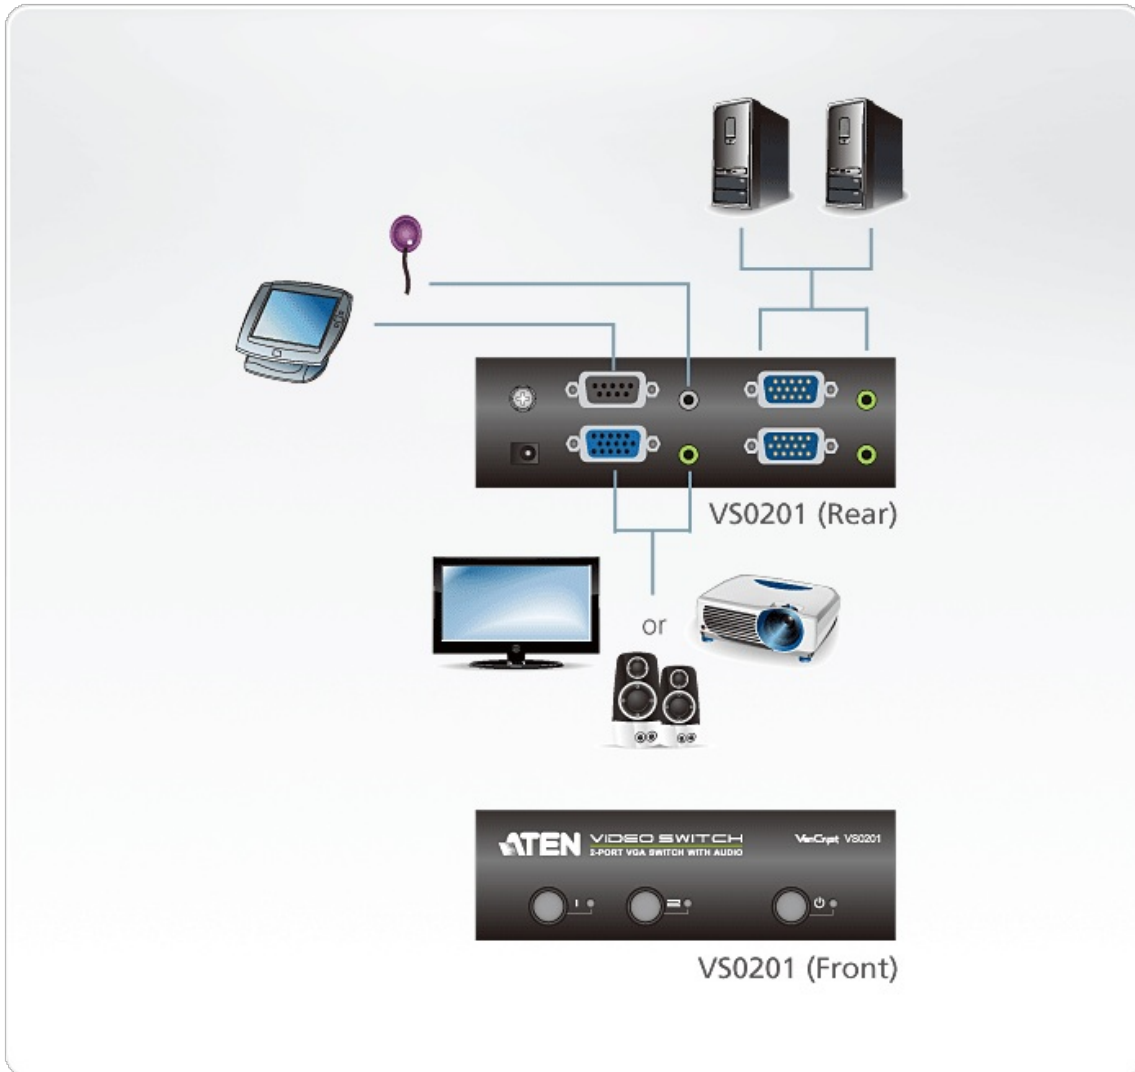 VS0201 (Rear)
or
ATEN VIDEO SWITCH
2-PORT VGA SWITCH WITH AUDIO
VanCryst VS0201
VS0201 (Front)